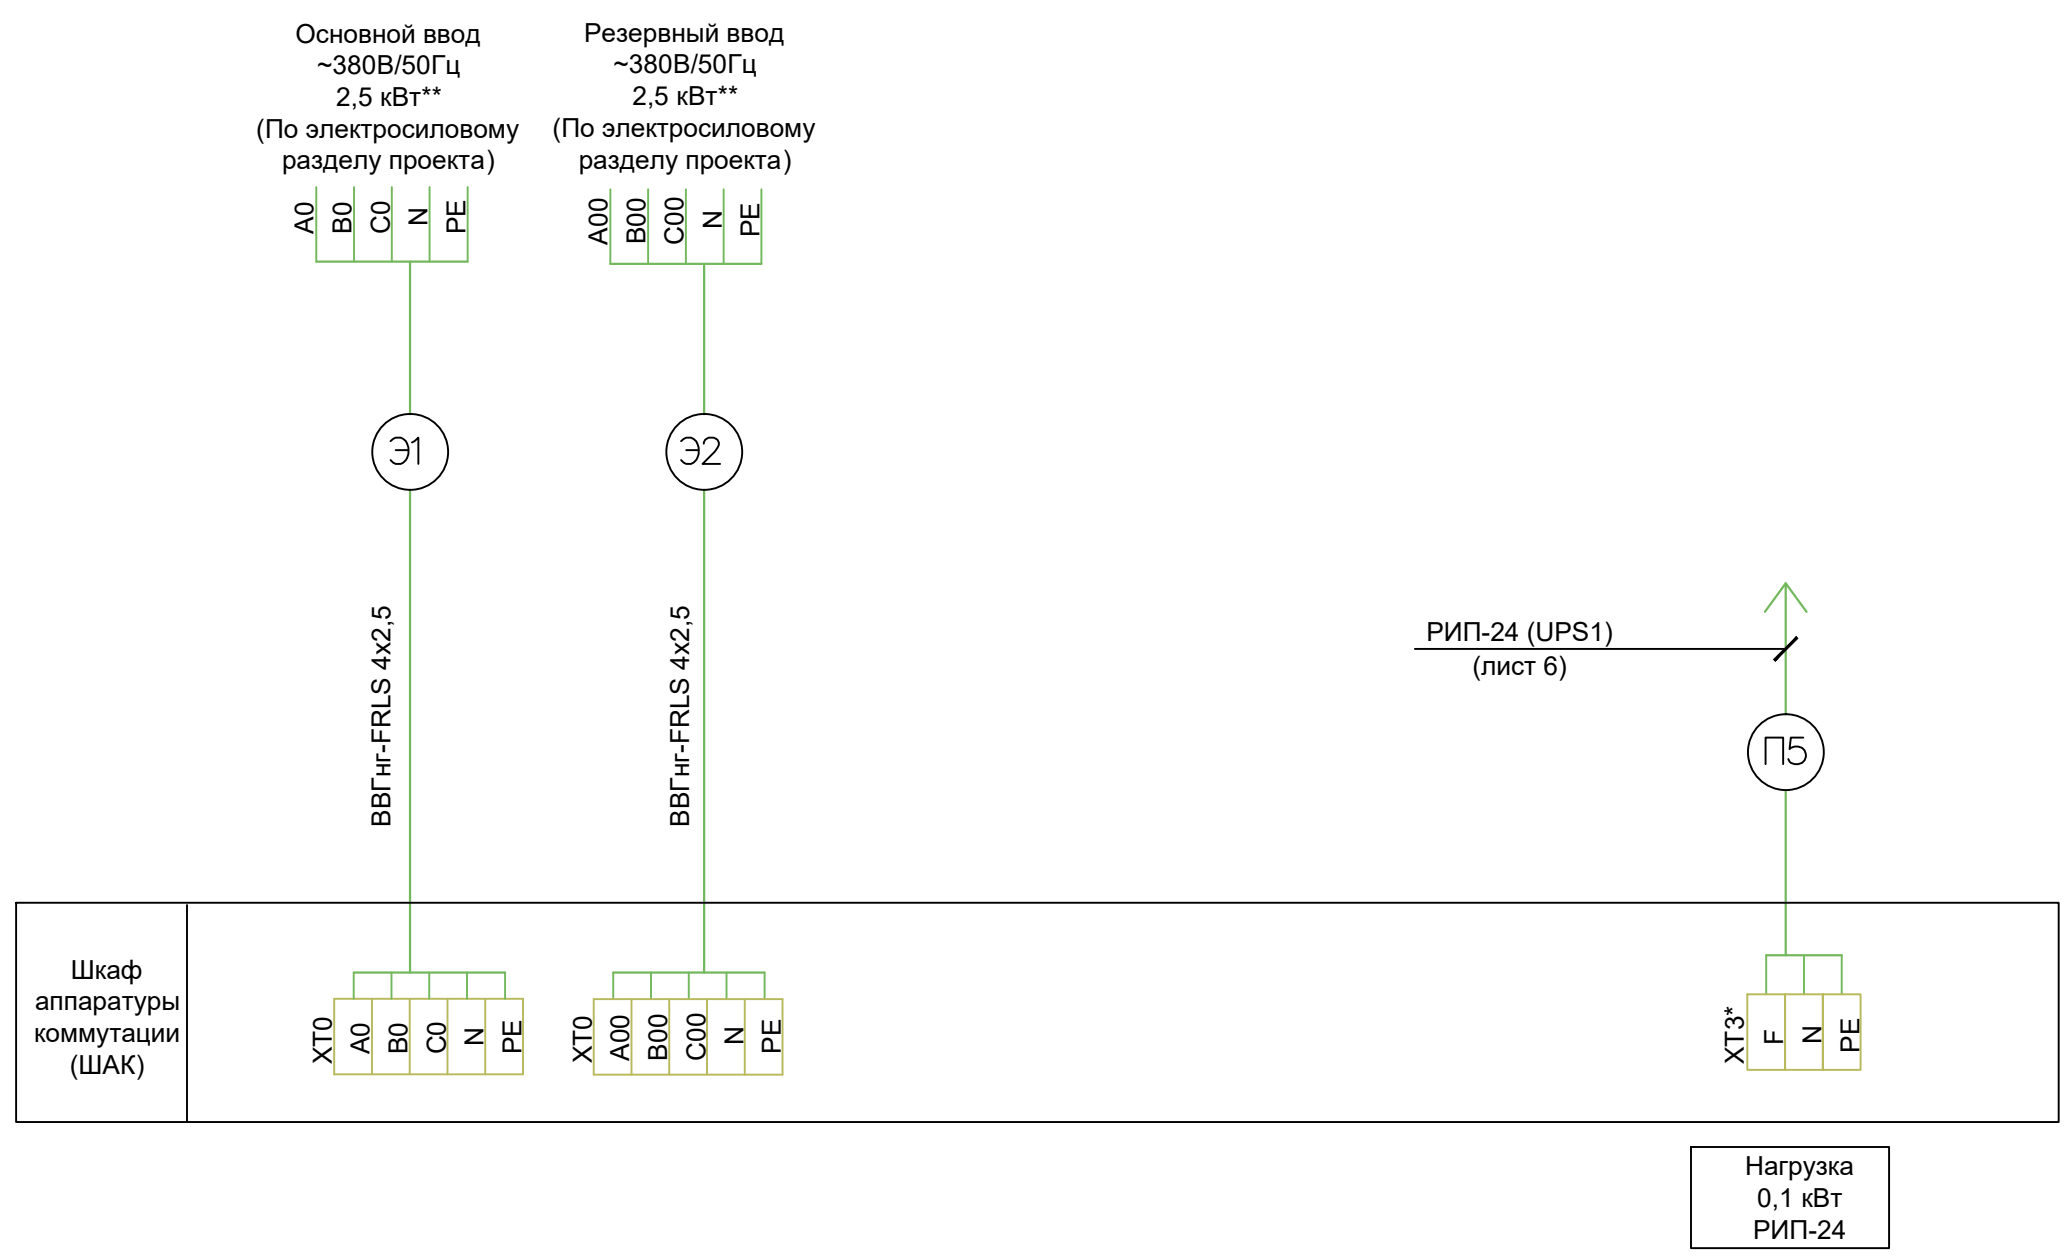 Основной ввод
~380В/50Гц
2,5 кВт**
(По электросиловому
разделу проекта)
Резервный ввод
~380В/50Гц
2,5 кВт**
(По электросиловому
разделу проекта)
A0
B0
C0
N
PE
A00
B00
C00
N
PE
Э1
Э2
ВВГнг-FRLS 4x2,5
ВВГнг-FRLS 4x2,5
РИП-24 (UPS1)
(лист 6)
П5
Шкаф
аппаратуры
коммутации
(ШАК)
XT0
A0
B0
C0
N
PE
XT0
A00
B00
C00
N
PE
XT3*
F
N
PE
Нагрузка
0,1 кВт
РИП-24